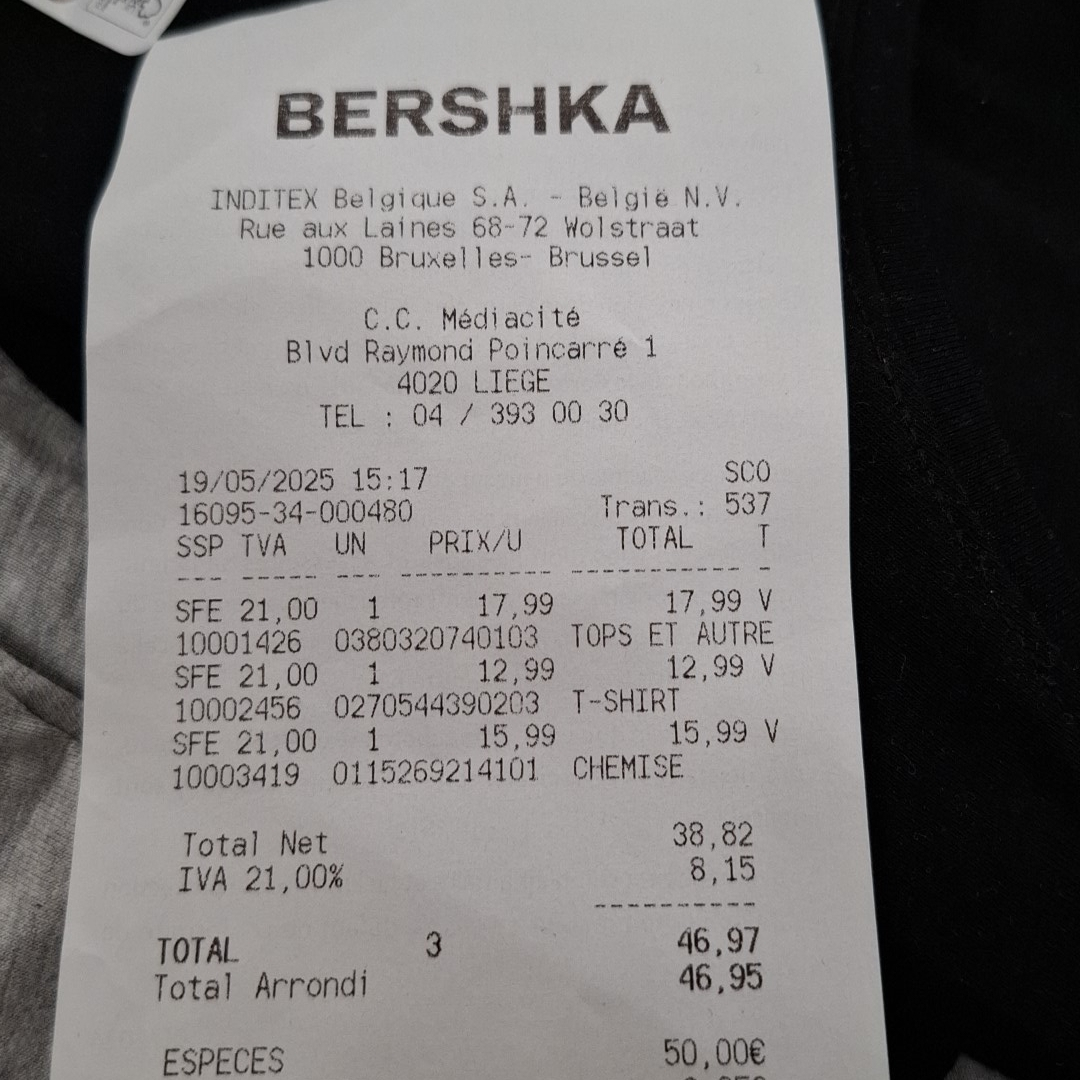 BERSHKA
INDITEX Belgique S.A. - België N.V.
Rue aux Laines 68-72 Wolstraat
1000 Bruxelles- Brussel
C.C. Médiacité
Blvd Raymond Poincarré 1
4020 LIEGE
TEL : 04 / 393 00 30
19/05/2025 15:17 SCO
16095-34-000480 Trans.: 537
SSP TVA UN PRIX/U TOTAL T
--- ----- --- ---------- ----------- -
SFE 21,00 1 17,99 17,99 V
10001426 0380320740103 TOPS ET AUTRE
SFE 21,00 1 12,99 12,99 V
10002456 0270544390203 T-SHIRT
SFE 21,00 1 15,99 15,99 V
10003419 0115269214101 CHEMISE
Total Net 38,82
IVA 21,00% 8,15
-----------
TOTAL 3 46,97
Total Arrondi 46,95
ESPECES 50,00€